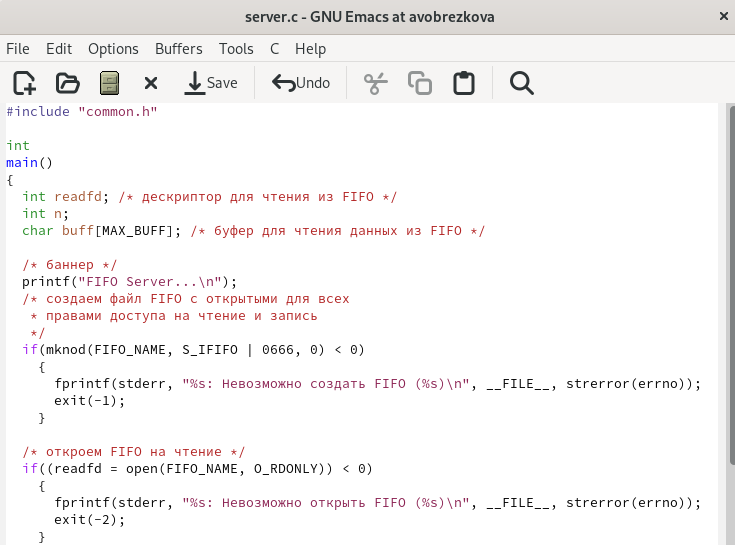 server.c - GNU Emacs at avobrezkova
File Edit Options Buffers Tools C Help
Save Undo
#include "common.h"
int
main()
{
int readfd; /* дескриптор для чтения из FIFO */
int n;
char buff[MAX_BUFF]; /* буфер для чтения данных из FIFO */
/* баннер */
printf("FIFO Server...\n");
/* создаем файл FIFO с открытыми для всех
* правами доступа на чтение и запись
*/
if(mknod(FIFO_NAME, S_IFIFO | 0666, 0) < 0)
{
fprintf(stderr, "%s: Невозможно создать FIFO (%s)\n", __FILE__, strerror(errno));
exit(-1);
}
/* откроем FIFO на чтение */
if((readfd = open(FIFO_NAME, O_RDONLY)) < 0)
{
fprintf(stderr, "%s: Невозможно открыть FIFO (%s)\n", __FILE__, strerror(errno));
exit(-2);
}